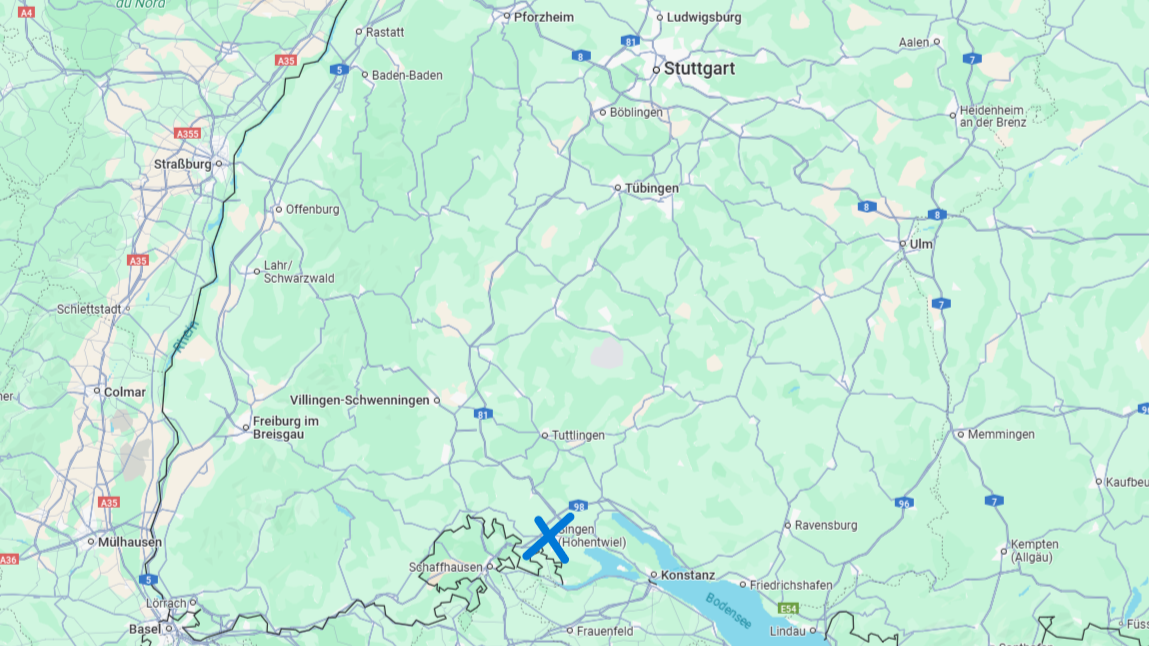 du Nord
A4
Pforzheim
Ludwigsburg
Rastatt
81
Aalen
A35
8
7
5
Baden-Baden
Stuttgart
Böblingen
Heidenheim
an der Brenz
A355
Straßburg
Tübingen
Offenburg
8
8
Ulm
A35
Lahr/
Schwarzwald
7
Schlettstadt
Rhein
Colmar
Villingen-Schwenningen
81
Freiburg im
Breisgau
Tuttlingen
Memmingen
Kaufbeu
A35
98
96
7
Ravensburg
(Hohentwiel)
Mülhausen
Kempten
(Allgäu)
A36
Schaffhausen
5
Konstanz
Friedrichshafen
Lörrach
Bodensee
E54
Basel
Frauenfeld
Lindau
Füss